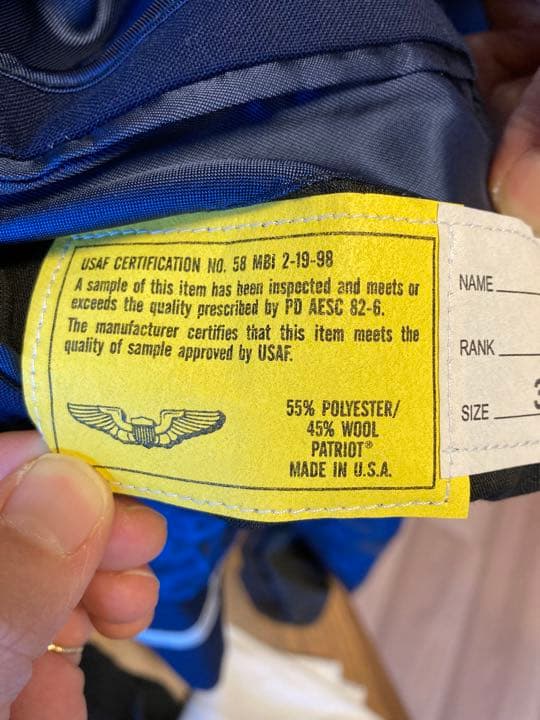 USAF CERTIFICATION NO. 58 MBI 2-19-98
A sample of this item has been inspected and meets or
exceeds the quality prescribed by PD AESC 82-6.
The manufacturer certifies that this item meets the
quality of sample approved by USAF.
55% POLYESTER/
45% WOOL
PATRIOT®
MADE IN U.S.A.
NAME
RANK
SIZE